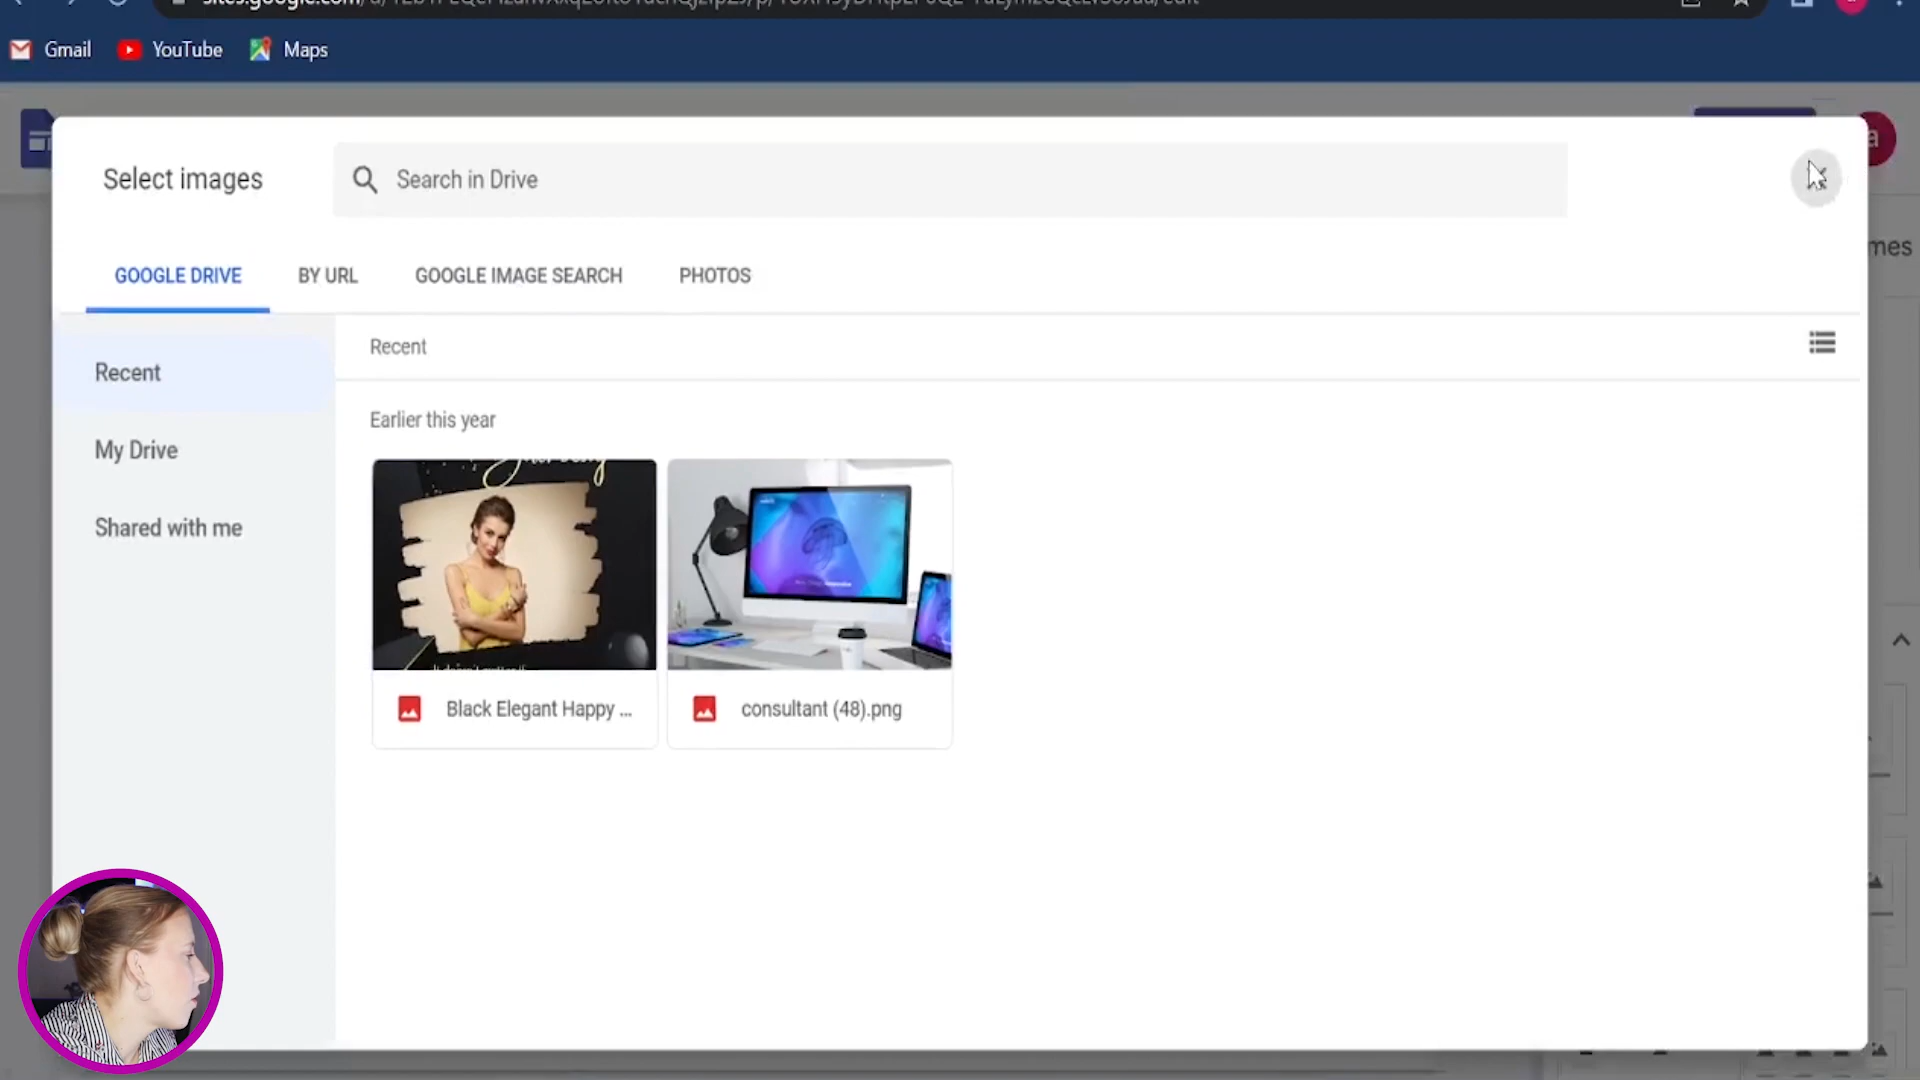 Gmail
YouTube
Maps
Select images
Search in Drive
GOOGLE DRIVE
BY URL
GOOGLE IMAGE SEARCH
PHOTOS
Recent
My Drive
Shared with me
Recent
Earlier this year
Black Elegant Happy ...
consultant (48).png
mes